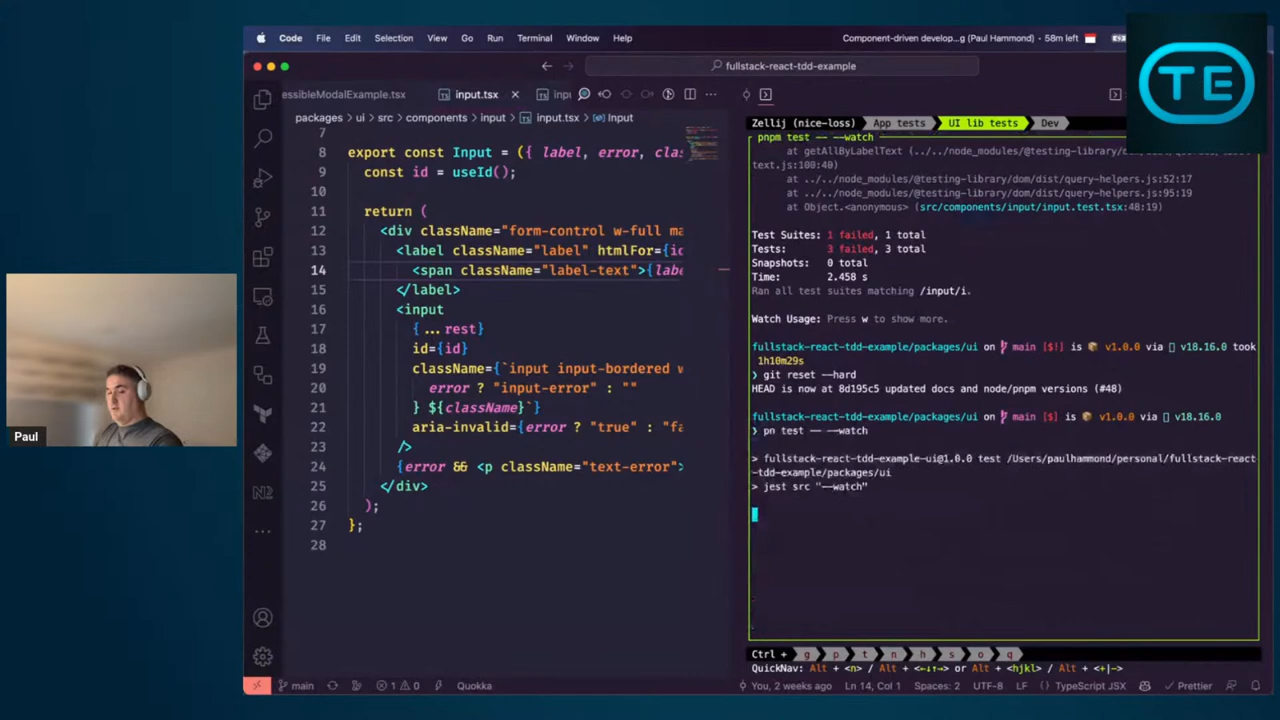 Code File Edit Selection View Go Run Terminal Window Help
Component-driven develop...g (Paul Hammond) · 58m left
TE
fullstack-react-tdd-example
essibleModalExample.tsx
input.tsx
packages > ui > src > components > input > input.tsx > Input
7
8 export const Input = ({ label, error, clas
9 const id = useId();
10
11 return (
12 <div className="form-control w-full ma
13 <label className="label" htmlFor={id
14 <span className="label-text">{labe
15 </label>
16 <input
17 {...rest}
18 id={id}
19 className={`input input-bordered w
20 error ? "input-error" : ""
21 } ${className}`}
22 aria-invalid={error ? "true" : "fa
23 />
24 {error && <p className="text-error">
25 </div>
26 );
27 };
28
Zellij (nice-loss) App tests UI lib tests Dev
pnpm test -- --watch
at getAllByLabelText (../../node_modules/@testing-library/
text.js:100:40)
at ../../node_modules/@testing-library/dom/dist/query-helpers.js:52:17
at ../../node_modules/@testing-library/dom/dist/query-helpers.js:95:19
at Object.<anonymous> (src/components/input/input.test.tsx:48:19)
Test Suites: 1 failed, 1 total
Tests: 3 failed, 3 total
Snapshots: 0 total
Time: 2.458 s
Ran all test suites matching /input/i.
Watch Usage: Press w to show more.
fullstack-react-tdd-example/packages/ui on main [$!] is v1.0.0 via v18.16.0 took
1h10m29s
❯ git reset --hard
HEAD is now at 8d195c5 updated docs and node/pnpm versions (#48)
fullstack-react-tdd-example/packages/ui on main [$] is v1.0.0 via v18.16.0
❯ pn test -- --watch
> fullstack-react-tdd-example-ui@1.0.0 test /Users/paulhammond/personal/fullstack-react
-tdd-example/packages/ui
> jest src "--watch"
Paul
Ctrl + g p t n h s o q
QuickNav: Alt + <n> / Alt + <←↓↑→> or Alt + <hjkl> / Alt + <+|->
main 1 0 Quokka
You, 2 weeks ago Ln 14, Col 1 Spaces: 2 UTF-8 LF {} TypeScript JSX Prettier